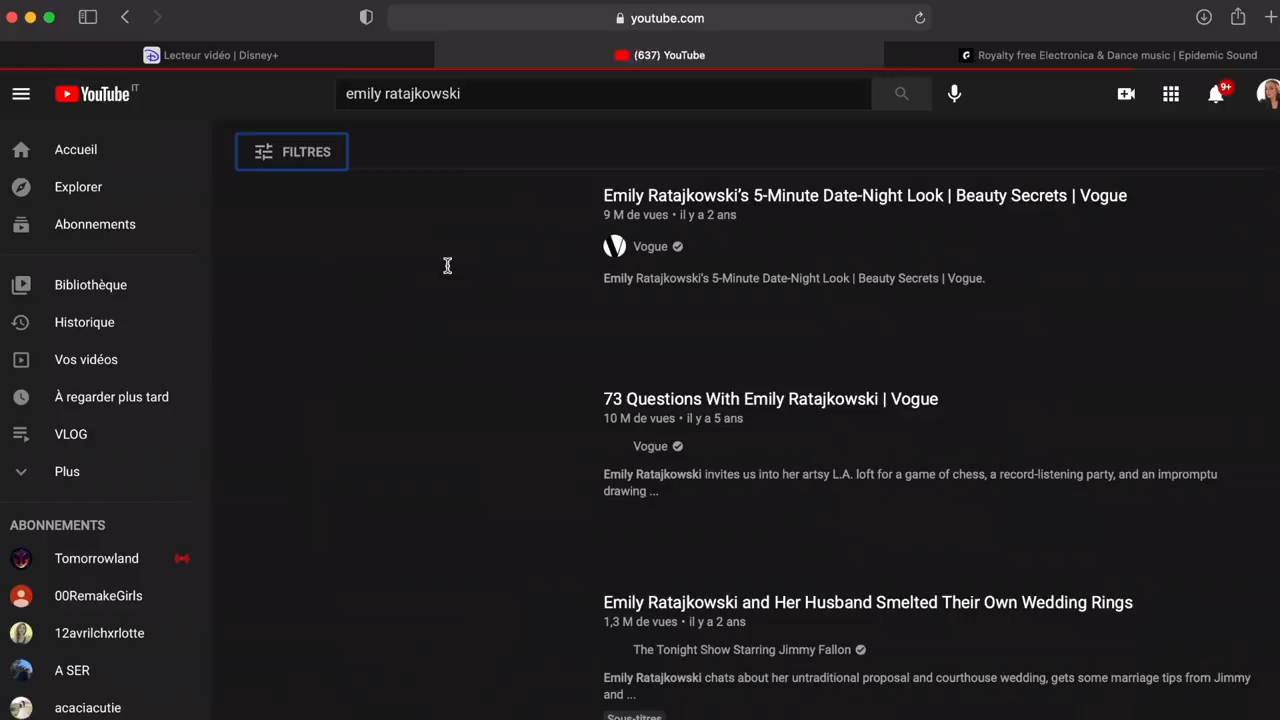 youtube.com
Lecteur vidéo | Disney+
(637) YouTube
Royalty free Electronica & Dance music | Epidemic Sound
YouTube IT
emily ratajkowski
9+
FILTRES
Accueil
Explorer
Abonnements
Bibliothèque
Historique
Vos vidéos
À regarder plus tard
VLOG
Plus
ABONNEMENTS
Tomorrowland
00RemakeGirls
12avrilchxrlotte
A SER
acaciacutie
Emily Ratajkowski’s 5-Minute Date-Night Look | Beauty Secrets | Vogue
9 M de vues • il y a 2 ans
Vogue
Emily Ratajkowski's 5-Minute Date-Night Look | Beauty Secrets | Vogue.
73 Questions With Emily Ratajkowski | Vogue
10 M de vues • il y a 5 ans
Vogue
Emily Ratajkowski invites us into her artsy L.A. loft for a game of chess, a record-listening party, and an impromptu
drawing ...
Emily Ratajkowski and Her Husband Smelted Their Own Wedding Rings
1,3 M de vues • il y a 2 ans
The Tonight Show Starring Jimmy Fallon
Emily Ratajkowski chats about her untraditional proposal and courthouse wedding, gets some marriage tips from Jimmy
and ...
Sous-titres